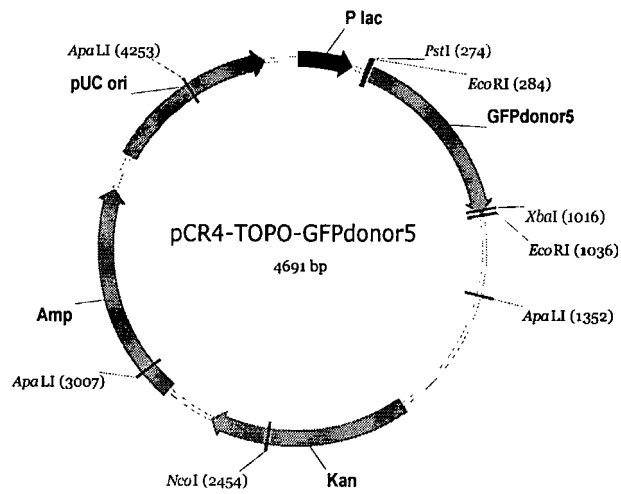 P lac
ApaLI (4253)
PstI (274)
pUC ori
EcoRI (284)
GFPdonor5
pCR4-TOPO-GFPdonor5
4691 bp
XbaI (1016)
EcoRI (1036)
ApaLI (1352)
Amp
ApaLI (3007)
NcoI (2454)
Kan